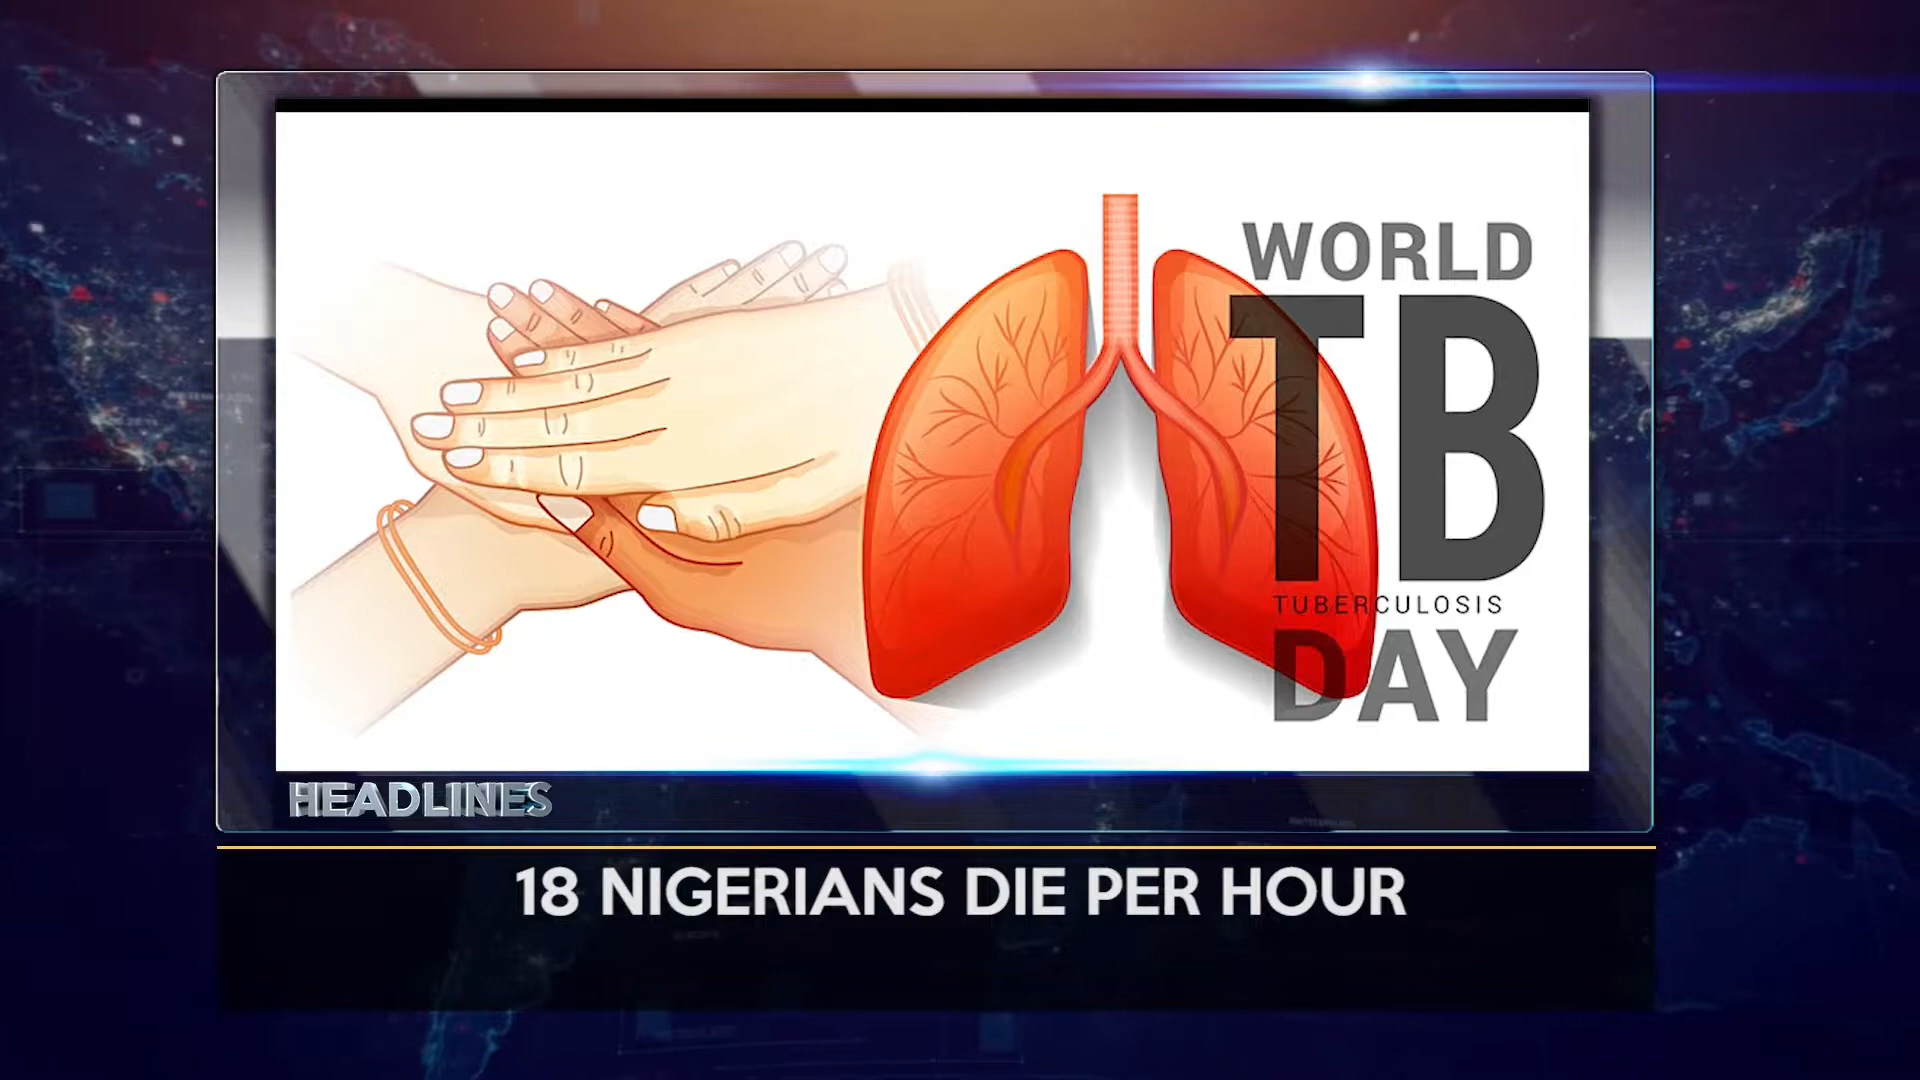 WORLD
TB
TUBERCULOSIS
DAY
HEADLINES
18 NIGERIANS DIE PER HOUR